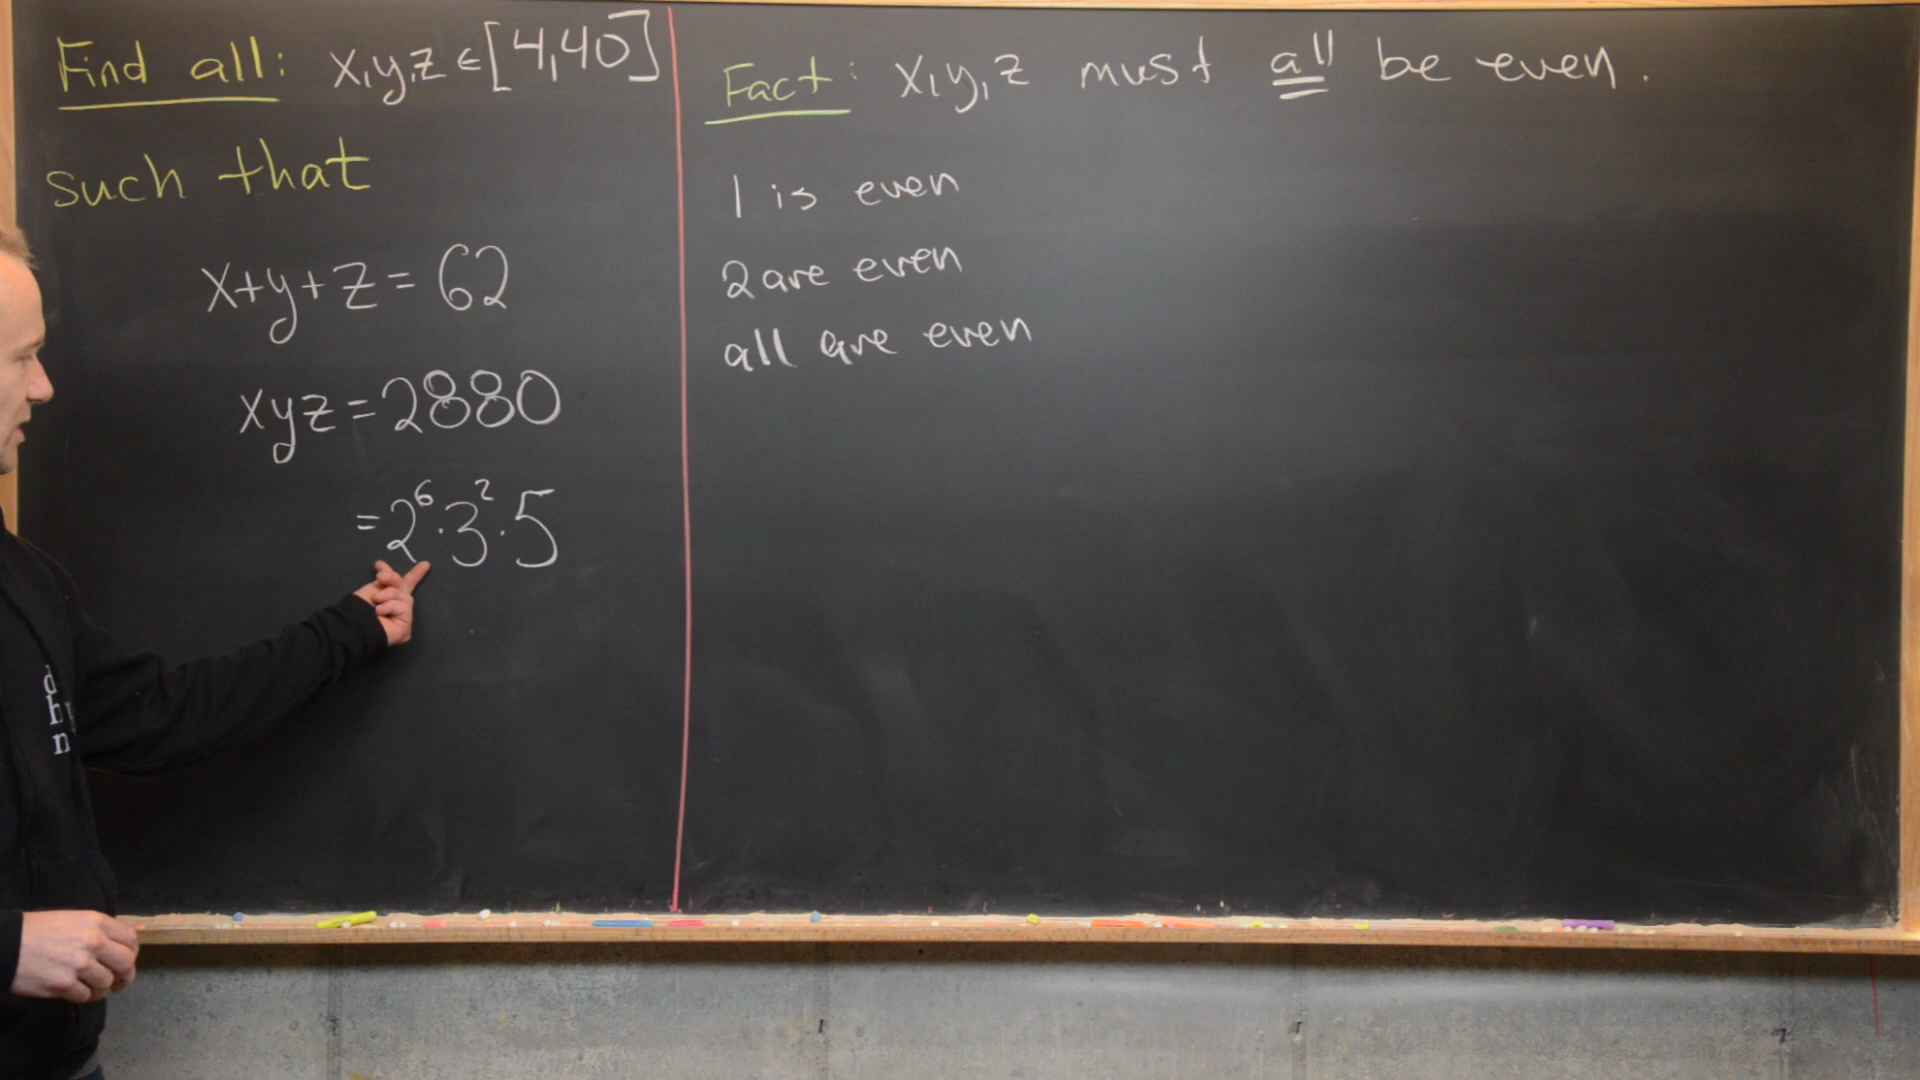 Find all: x,y,z ∈ [4,40]
such that
x+y+z = 62
xyz = 2880
= 2⁶·3²·5
Fact: x,y,z must all be even.
1 is even
2 are even
all are even